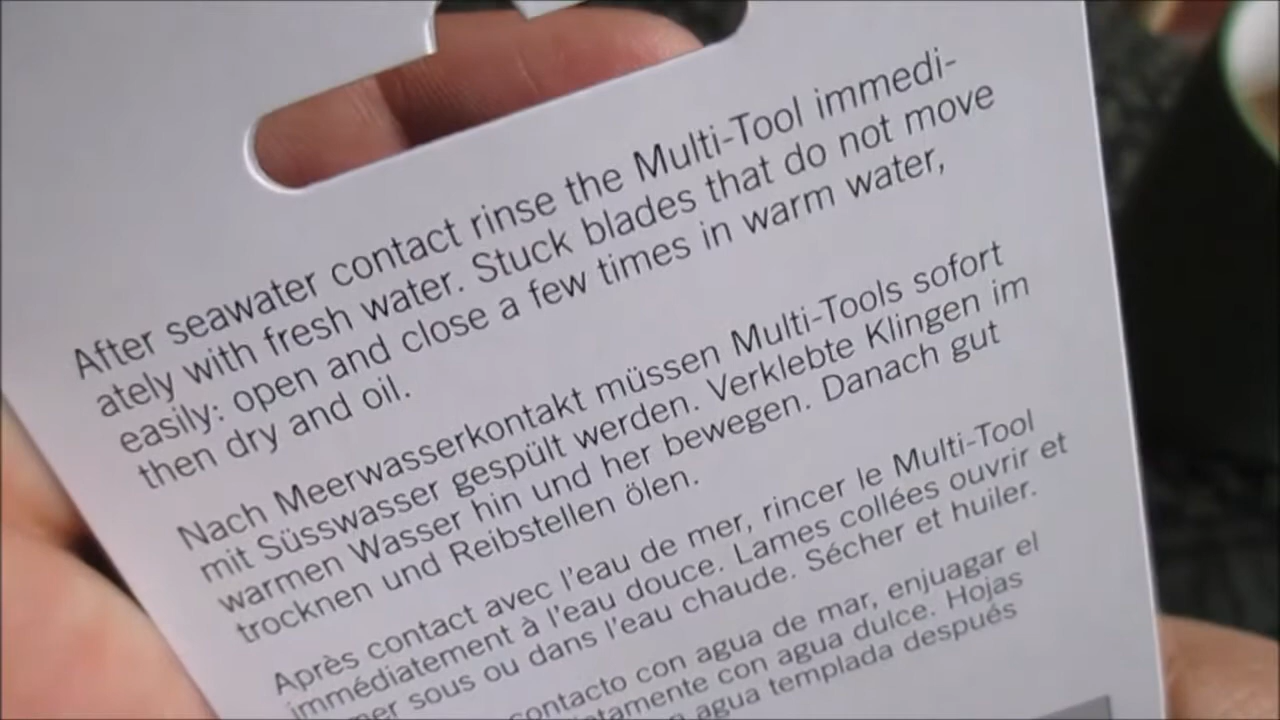 After seawater contact rinse the Multi-Tool immedi-
ately with fresh water. Stuck blades that do not move
easily: open and close a few times in warm water,
then dry and oil.
Nach Meerwasserkontakt müssen Multi-Tools sofort
mit Süsswasser gespült werden. Verklebte Klingen im
warmen Wasser hin und her bewegen. Danach gut
trocknen und Reibstellen ölen.
Après contact avec l'eau de mer, rincer le Multi-Tool
immédiatement à l'eau douce. Lames collées ouvrir et
sous ou dans l'eau chaude. Sécher et huiler.
contacto con agua de mar, enjuagar el
con agua dulce. Hojas
agua templada después